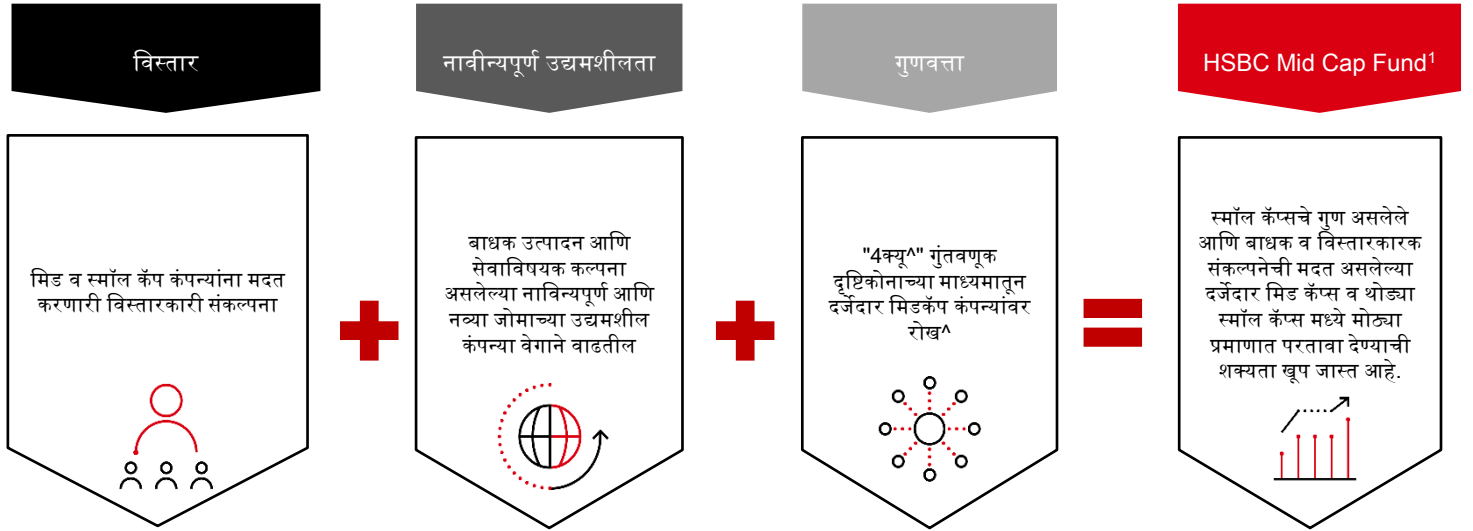 विस्तार
नावीन्यपूर्ण उद्यमशीलता
गुणवत्ता
HSBC Mid Cap Fund¹
मिड व स्मॉल कॅप कंपन्यांना मदत
करणारी विस्तारकारी संकल्पना
बाधक उत्पादन आणि
सेवाविषयक कल्पना
असलेल्या नाविन्यपूर्ण आणि
नव्या जोमाच्या उद्यमशील
कंपन्या वेगाने वाढतील
"4क्यू^" गुंतवणूक
दृष्टिकोनाच्या माध्यमातून
दर्जेदार मिडकॅप कंपन्यांवर
रोख^
स्मॉल कॅप्सचे गुण असलेले
आणि बाधक व विस्तारकारक
संकल्पनेची मदत असलेल्या
दर्जेदार मिड कॅप्स व थोड्या
स्मॉल कॅप्स मध्ये मोठ्या
प्रमाणात परतावा देण्याची
शक्यता खूप जास्त आहे.